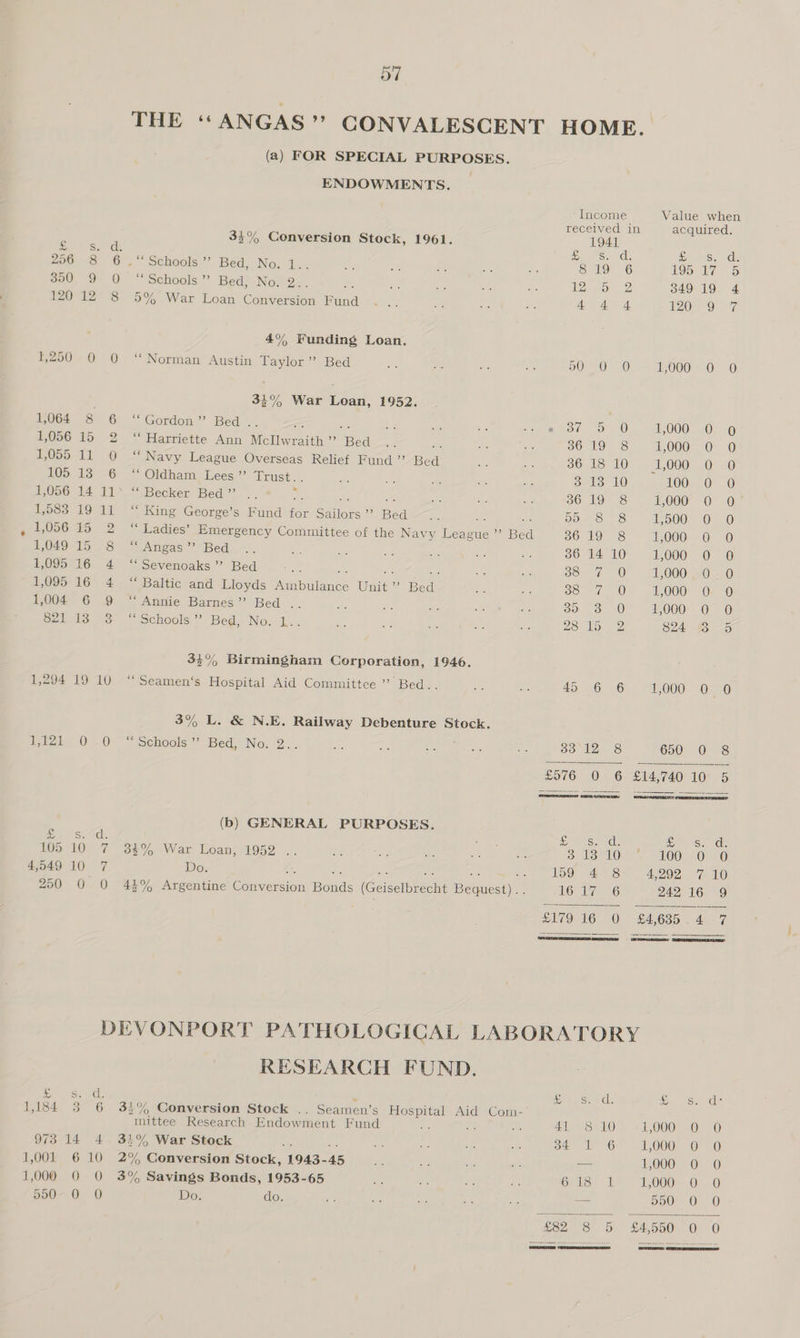 57
THE “ANGAS” CONVALESCENT HOME.
(a) FOR SPECIAL PURPOSES.
ENDOWMENTS.
Income received in 1941 Value when acquired.
£ s. d. 3½% Conversion Stock, 1961. £ s. d. £ s. d.
256 8 6 “Schools” Bed, No. 1.. 8 19 6 195 17 5
350 9 0 “Schools” Bed, No. 2.. 12 5 2 349 19 4
120 12 8 5% War Loan Conversion Fund .. 4 4 4 120 9 7
4% Funding Loan.
1,250 0 0 “Norman Austin Taylor” Bed 50 0 0 1,000 0 0
3½% War Loan, 1952.
1,064 8 6 “Gordon” Bed .. 37 5 0 1,000 0 0
1,056 15 2 “Harriette Ann McIlwraith” Bed .. 36 19 8 1,000 0 0
1,055 11 0 “Navy League Overseas Relief Fund” Bed 36 18 10 1,000 0 0
105 13 6 “Oldham Lees” Trust.. 3 13 10 100 0 0
1,056 14 11 “Becker Bed” .. 36 19 8 1,000 0 0
1,583 19 11 “King George's Fund for Sailors” Bed 55 8 8 1,500 0 0
1,056 15 2 “Ladies' Emergency Committee of the Navy League” Bed 36 19 8 1,000 0 0
1,049 15 8 “Angas” Bed .. 36 14 10 1,000 0 0
1,095 16 4 “Sevenoaks” Bed 38 7 0 1,000 0 0
1,095 16 4 “Baltic and Lloyds Ambulance Unit” Bed 38 7 0 1,000 0 0
1,004 6 9 “Annie Barnes” Bed .. 35 3 0 1,000 0 0
821 13 3 “Schools” Bed, No. 1.. 28 15 2 824 3 5
3½% Birmingham Corporation, 1946.
1,294 19 10 “Seamen's Hospital Aid Committee” Bed.. 45 6 6 1,000 0 0
3% L. & N.E. Railway Debenture Stock.
1,121 0 0 “Schools” Bed, No. 2.. 33 12 8 650 0 8
£576 0 6 £14,740 10 5
(b) GENERAL PURPOSES.
£ s. d. £ s. d. £ s. d.
105 10 7 3½% War Loan, 1952 .. 3 13 10 100 0 0
4,549 10 7 Do. 159 4 8 4,292 7 10
250 0 0 4½% Argentine Conversion Bonds (Geiselbrecht Bequest).. 16 17 6 242 16 9
£179 16 0 £4,635 4 7
DEVONPORT PATHOLOGICAL LABORATORY
RESEARCH FUND.
£ s. d. £ s. d. £ s. d.
1,184 3 6 3½% Conversion Stock .. Seamen's Hospital Aid Com-
mittee Research Endowment Fund 41 8 10 1,000 0 0
973 14 4 3½% War Stock 34 1 6 1,000 0 0
1,001 6 10 2% Conversion Stock, 1943-45 — 1,000 0 0
1,000 0 0 3% Savings Bonds, 1953-65 6 18 1 1,000 0 0
550 0 0 Do. do. — 550 0 0
£82 8 5 £4,550 0 0